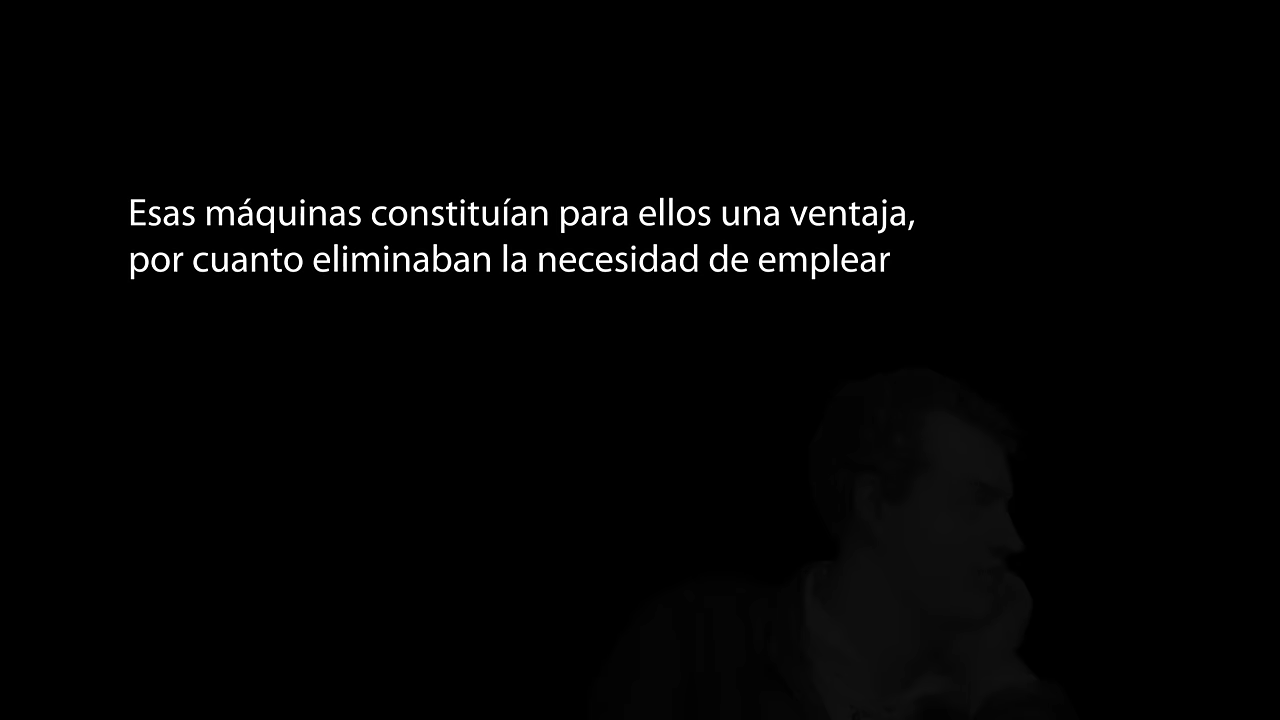 Esas máquinas constituían para ellos una ventaja,
por cuanto eliminaban la necesidad de emplear